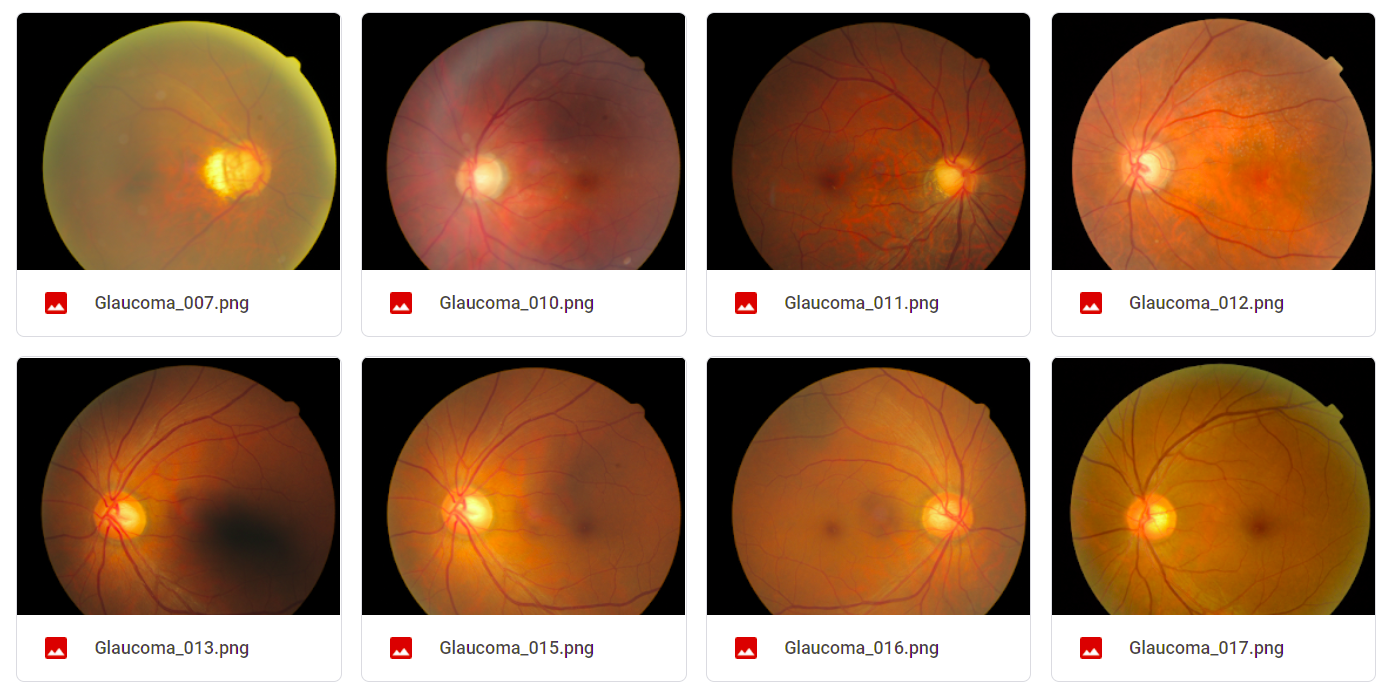 Glaucoma_007.png
Glaucoma_010.png
Glaucoma_011.png
Glaucoma_012.png
Glaucoma_013.png
Glaucoma_015.png
Glaucoma_016.png
Glaucoma_017.png